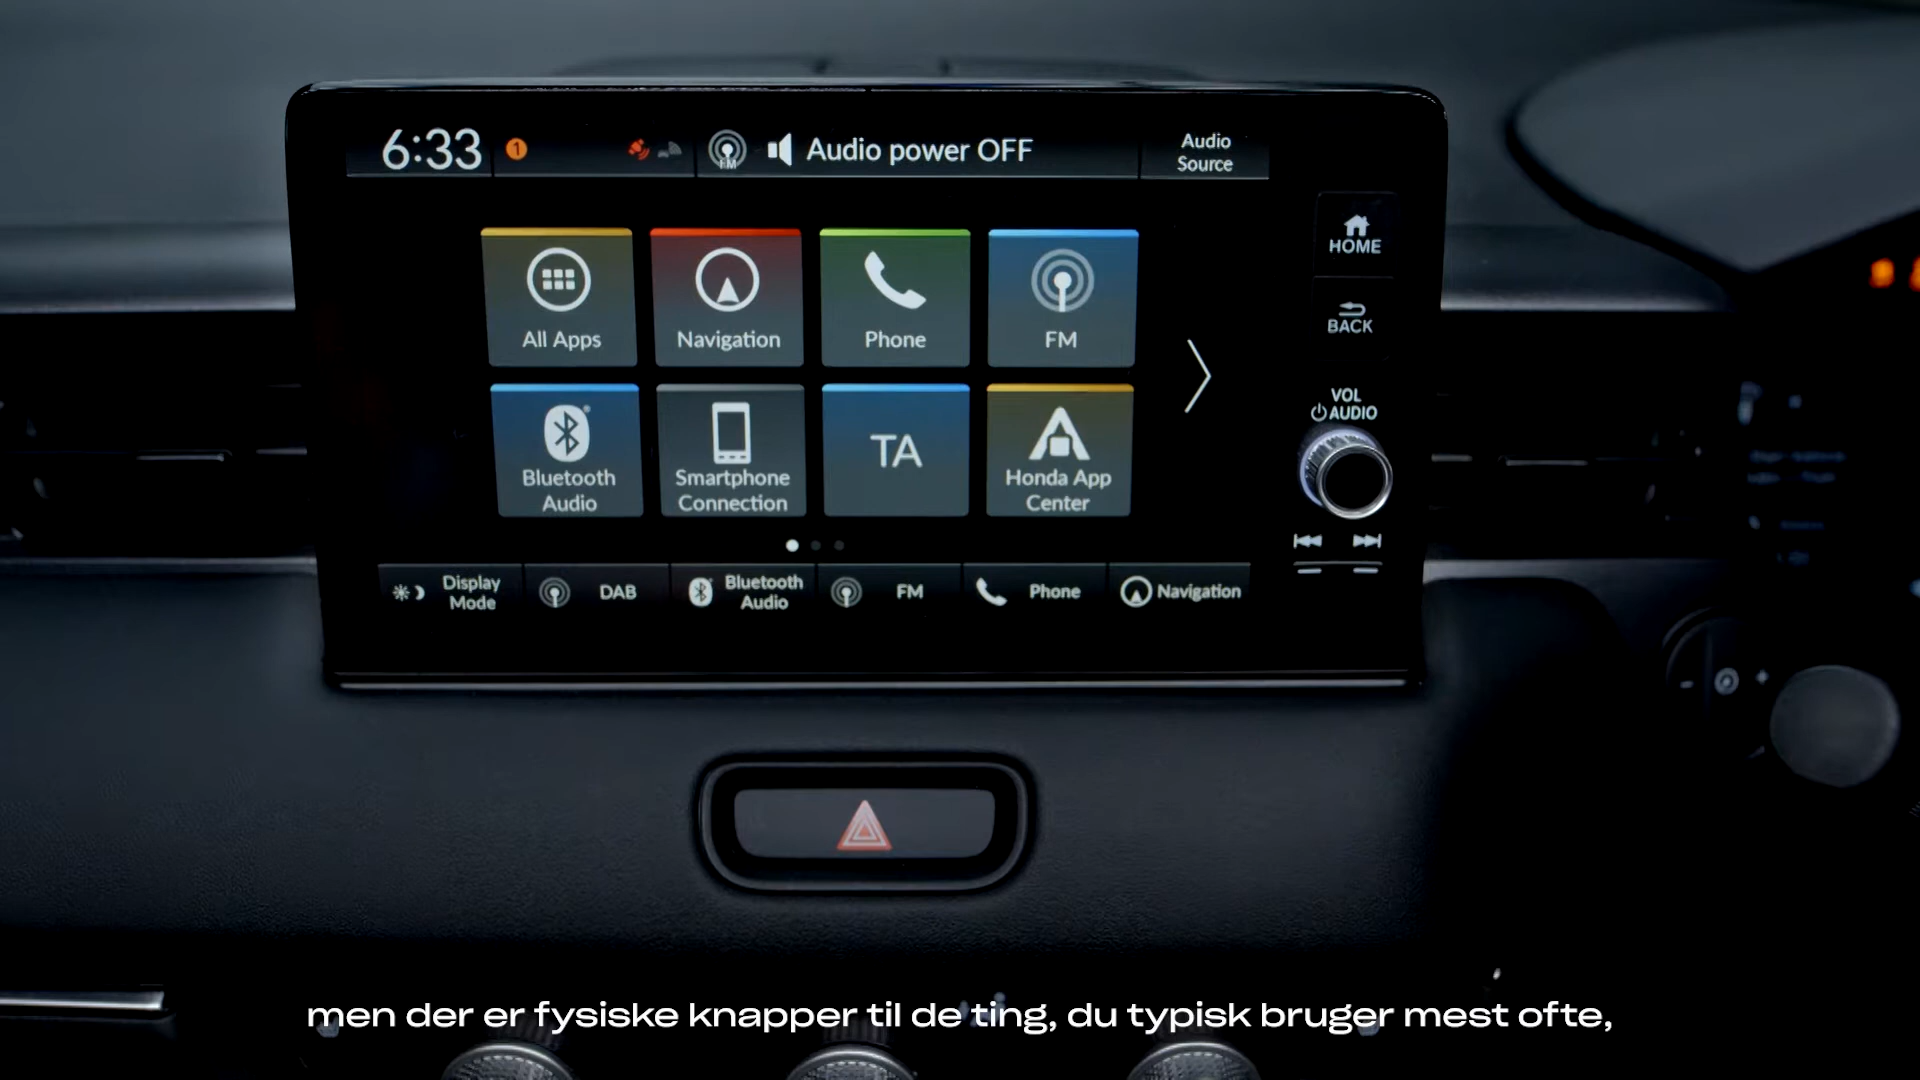 6:33
1
FM
Audio power OFF
Audio
Source
All Apps
Navigation
Phone
FM
HOME
BACK
VOL
AUDIO
Bluetooth
Audio
Smartphone
Connection
TA
Honda App
Center
Display
Mode
DAB
Bluetooth
Audio
FM
Phone
Navigation
men der er fysiske knapper til de ting, du typisk bruger mest ofte,